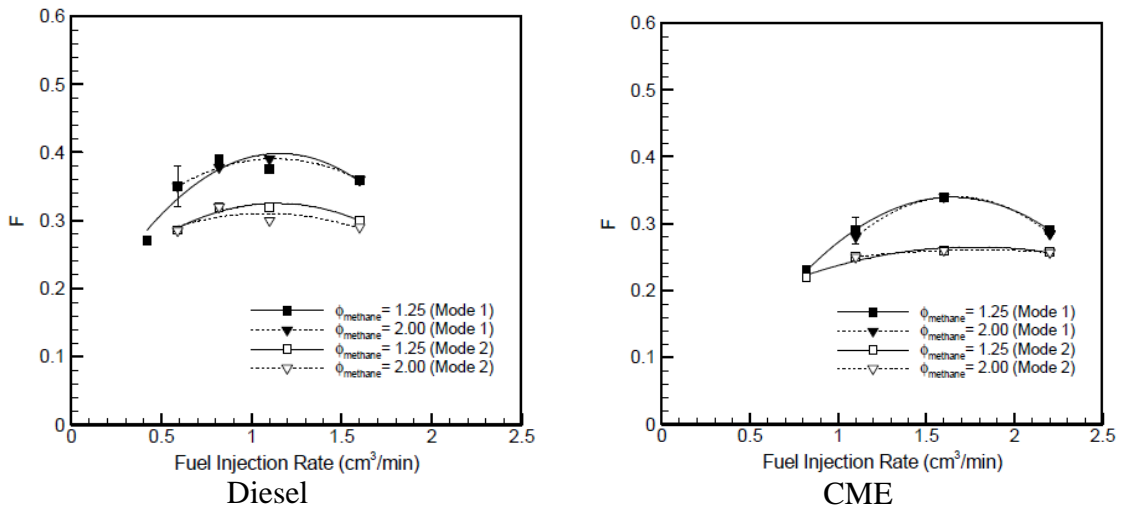 0.6
0.5
0.4
0.3
0.2
0.1
0
F
ϕmethane= 1.25 (Mode 1)
ϕmethane= 2.00 (Mode 1)
ϕmethane= 1.25 (Mode 2)
ϕmethane= 2.00 (Mode 2)
0 0.5 1 1.5 2 2.5
Fuel Injection Rate (cm³/min)
Diesel
0.6
0.5
0.4
0.3
0.2
0.1
0
F
ϕmethane= 1.25 (Mode 1)
ϕmethane= 2.00 (Mode 1)
ϕmethane= 1.25 (Mode 2)
ϕmethane= 2.00 (Mode 2)
0 0.5 1 1.5 2 2.5
Fuel Injection Rate (cm³/min)
CME